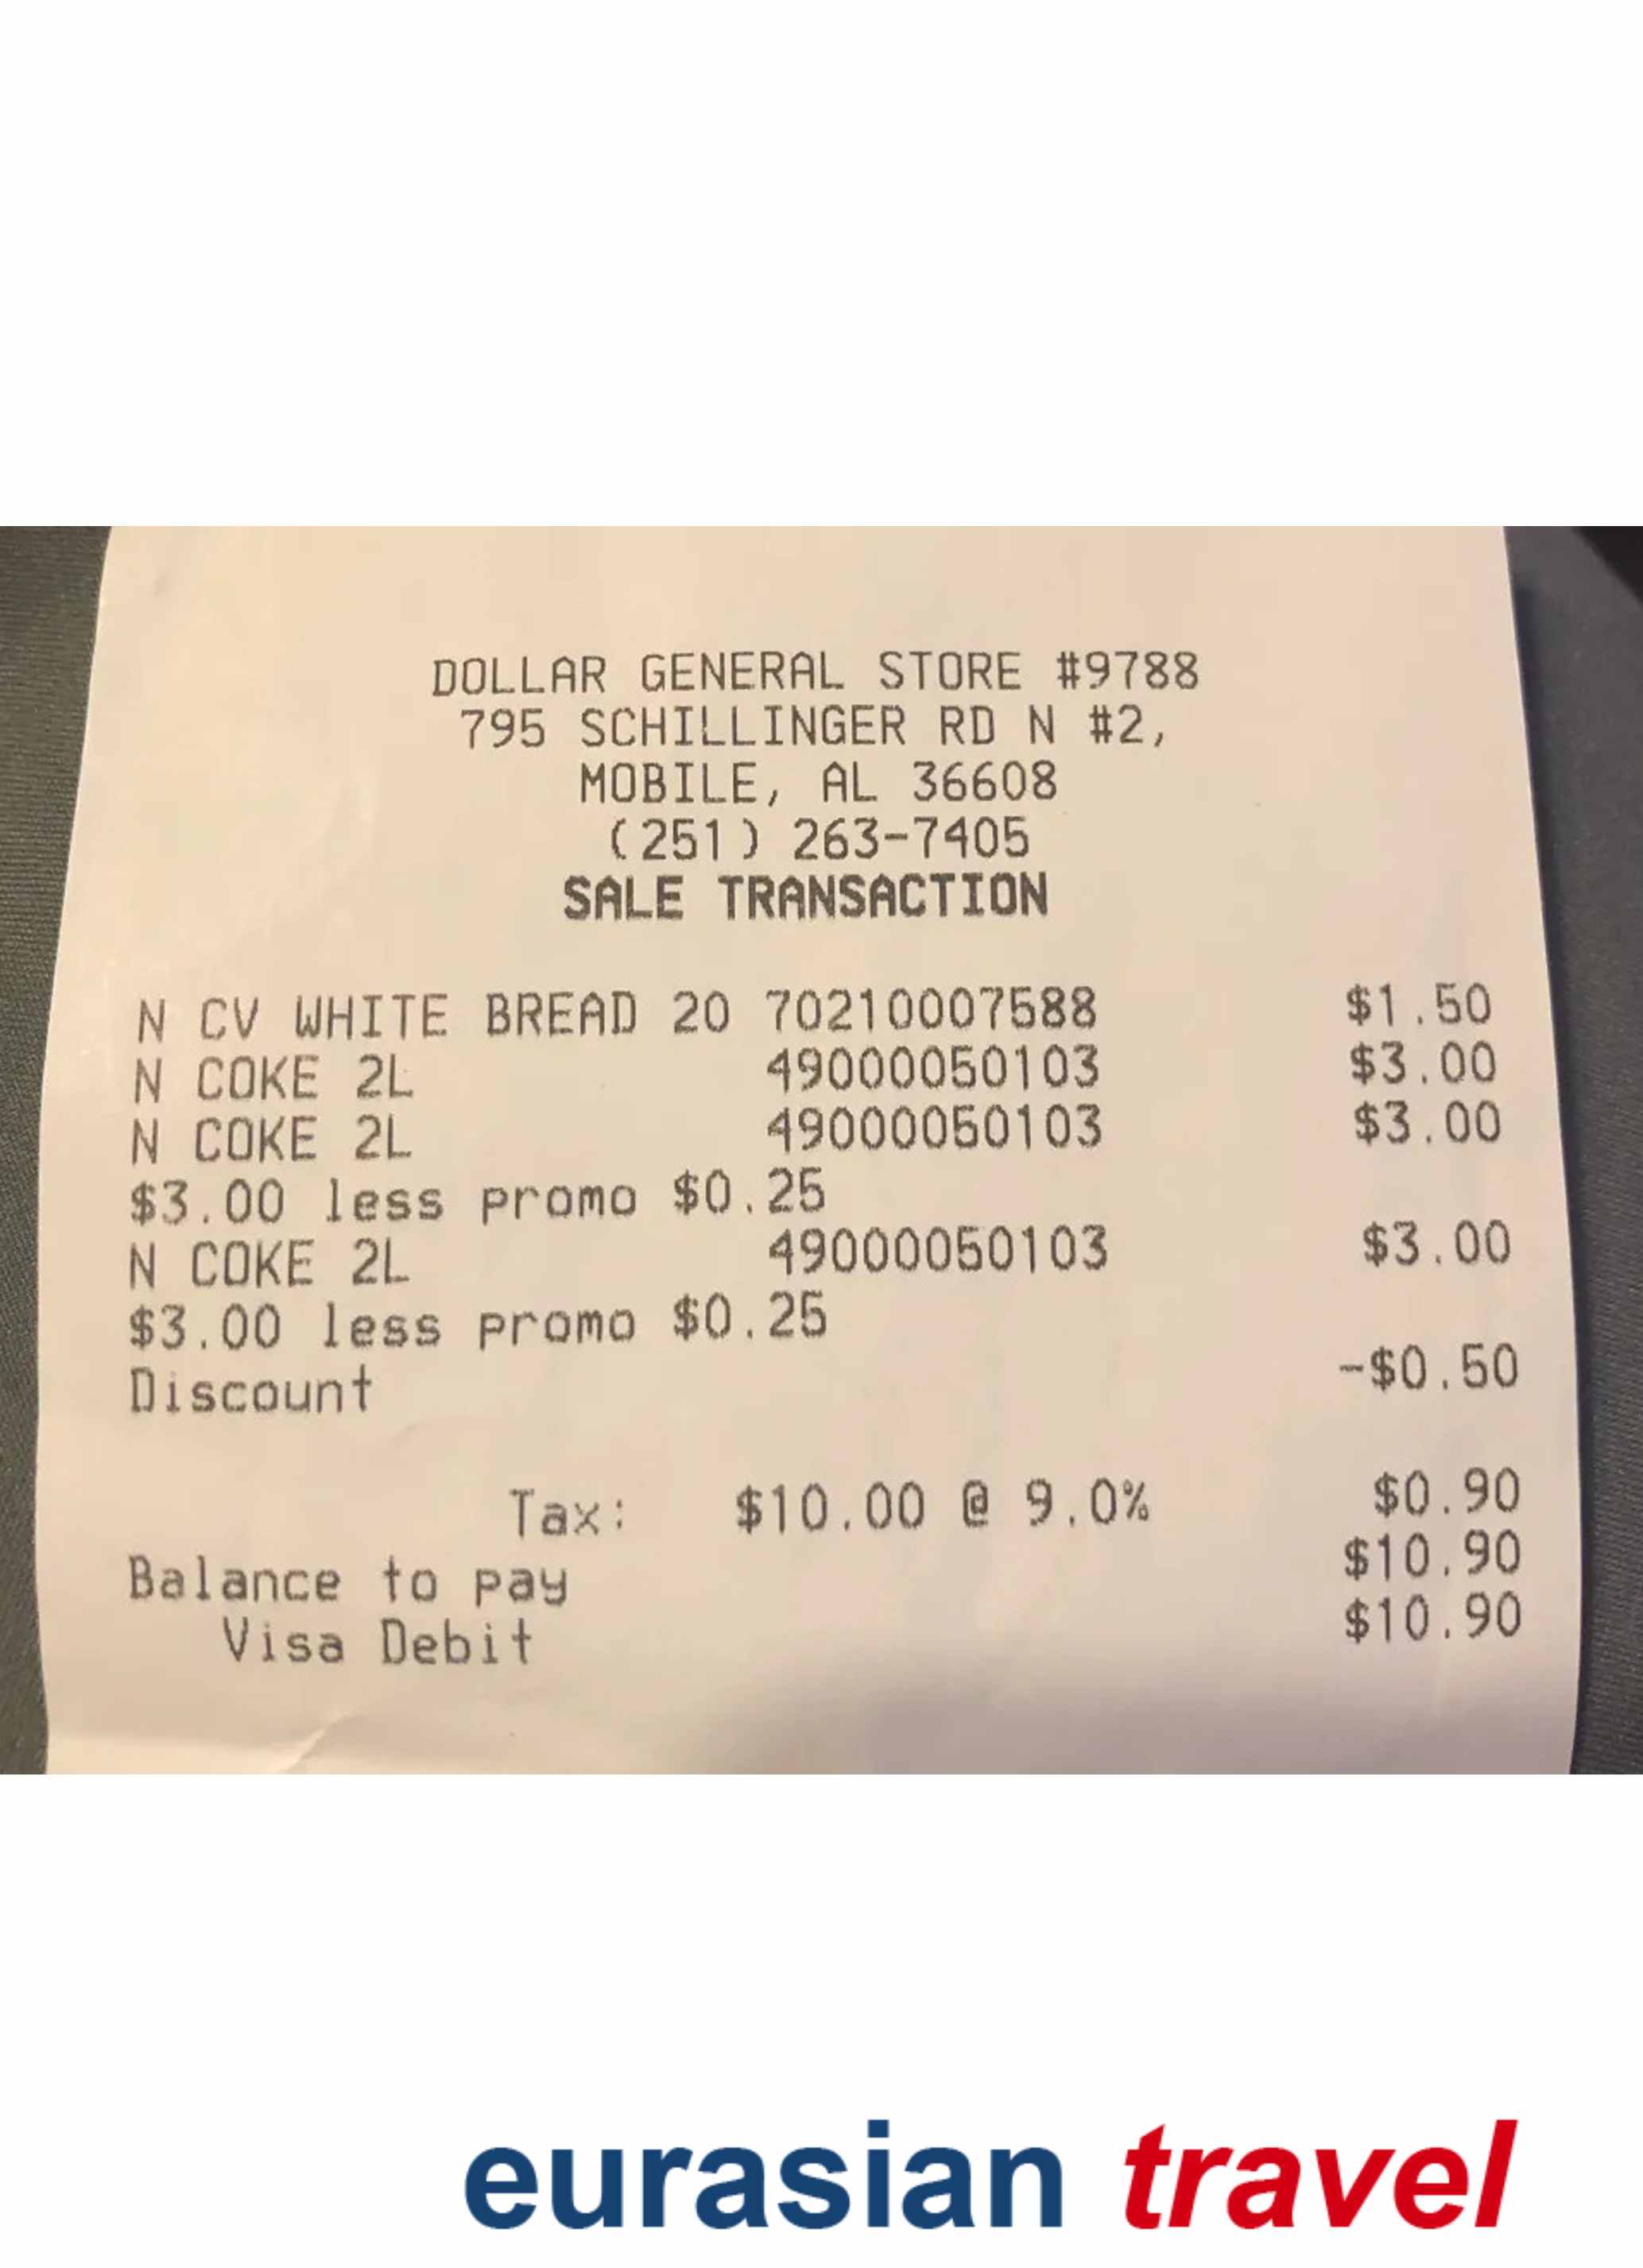 DOLLAR GENERAL STORE #9788
795 SCHILLINGER RD N #2,
MOBILE, AL 36608
(251) 263-7405
SALE TRANSACTION
N CV WHITE BREAD 20 70210007588 $1.50
N COKE 2L 49000050103 $3.00
N COKE 2L 49000050103 $3.00
$3.00 less promo $0.25
N COKE 2L 49000050103 $3.00
$3.00 less promo $0.25
Discount -$0.50
Tax: $10.00 @ 9.0% $0.90
Balance to pay $10.90
Visa Debit $10.90
eurasian travel